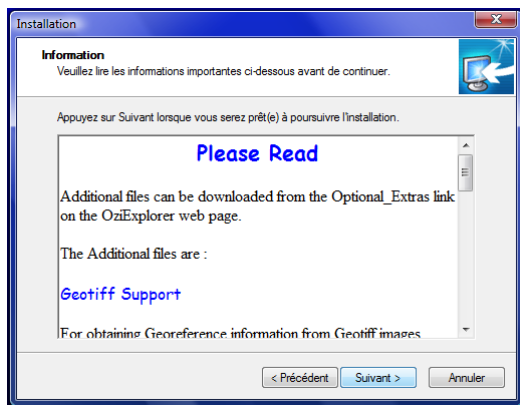 Installation
Information
Veuillez lire les informations importantes ci-dessous avant de continuer.
Appuyez sur Suivant lorsque vous serez prêt(e) à poursuivre l'installation.
Please Read
Additional files can be downloaded from the Optional_Extras link
on the OziExplorer web page.
The Additional files are :
Geotiff Support
For obtaining Georeference information from Geotiff images
< Précédent
Suivant >
Annuler